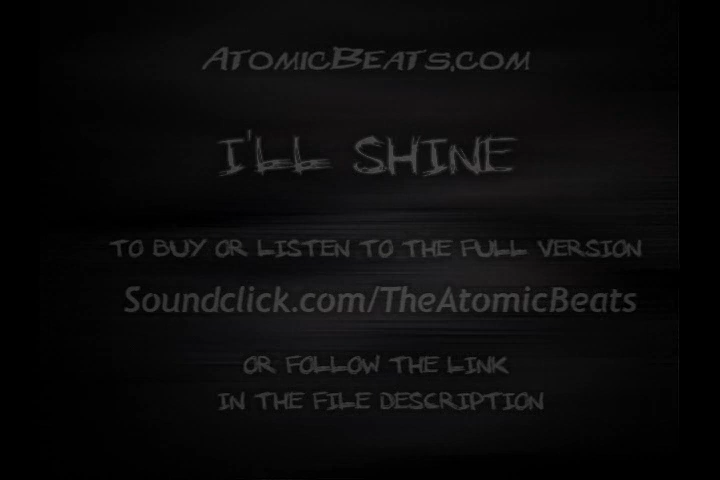 ATOMICBEATS.COM
I'LL SHINE
TO BUY OR LISTEN TO THE FULL VERSION
Soundclick.com/TheAtomicBeats
OR FOLLOW THE LINK
IN THE FILE DESCRIPTION